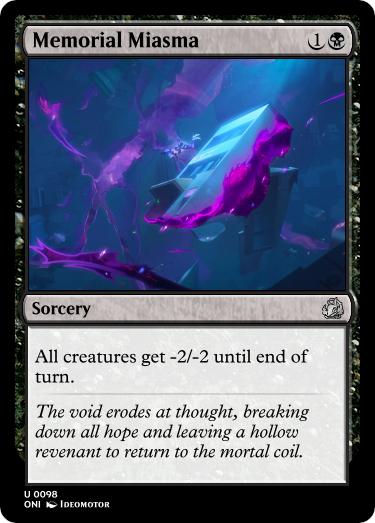 Memorial Miasma 1
Sorcery
All creatures get -2/-2 until end of
turn.
The void erodes at thought, breaking
down all hope and leaving a hollow
revenant to return to the mortal coil.
U 0098
ONI Ideomotor